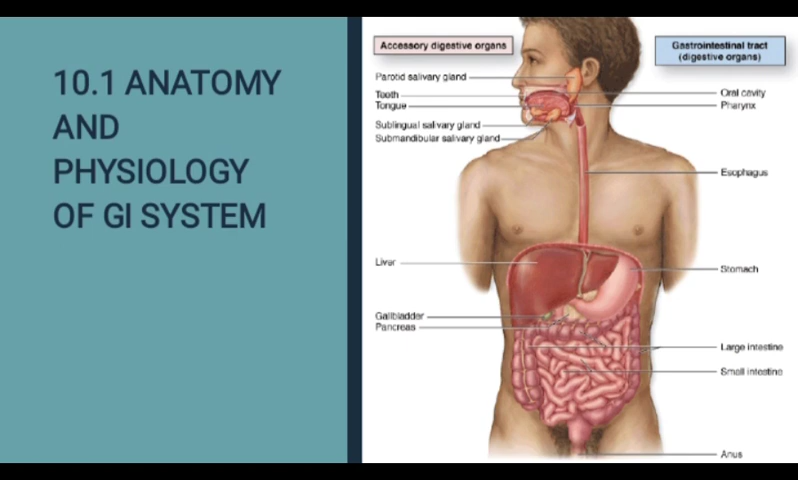 10.1 ANATOMY
AND
PHYSIOLOGY
OF GI SYSTEM
Accessory digestive organs
Parotid salivary gland
Teeth
Tongue
Sublingual salivary gland
Submandibular salivary gland
Liver
Gallbladder
Pancreas
Gastrointestinal tract
(digestive organs)
Oral cavity
Pharynx
Esophagus
Stomach
Large intestine
Small intestine
Anus